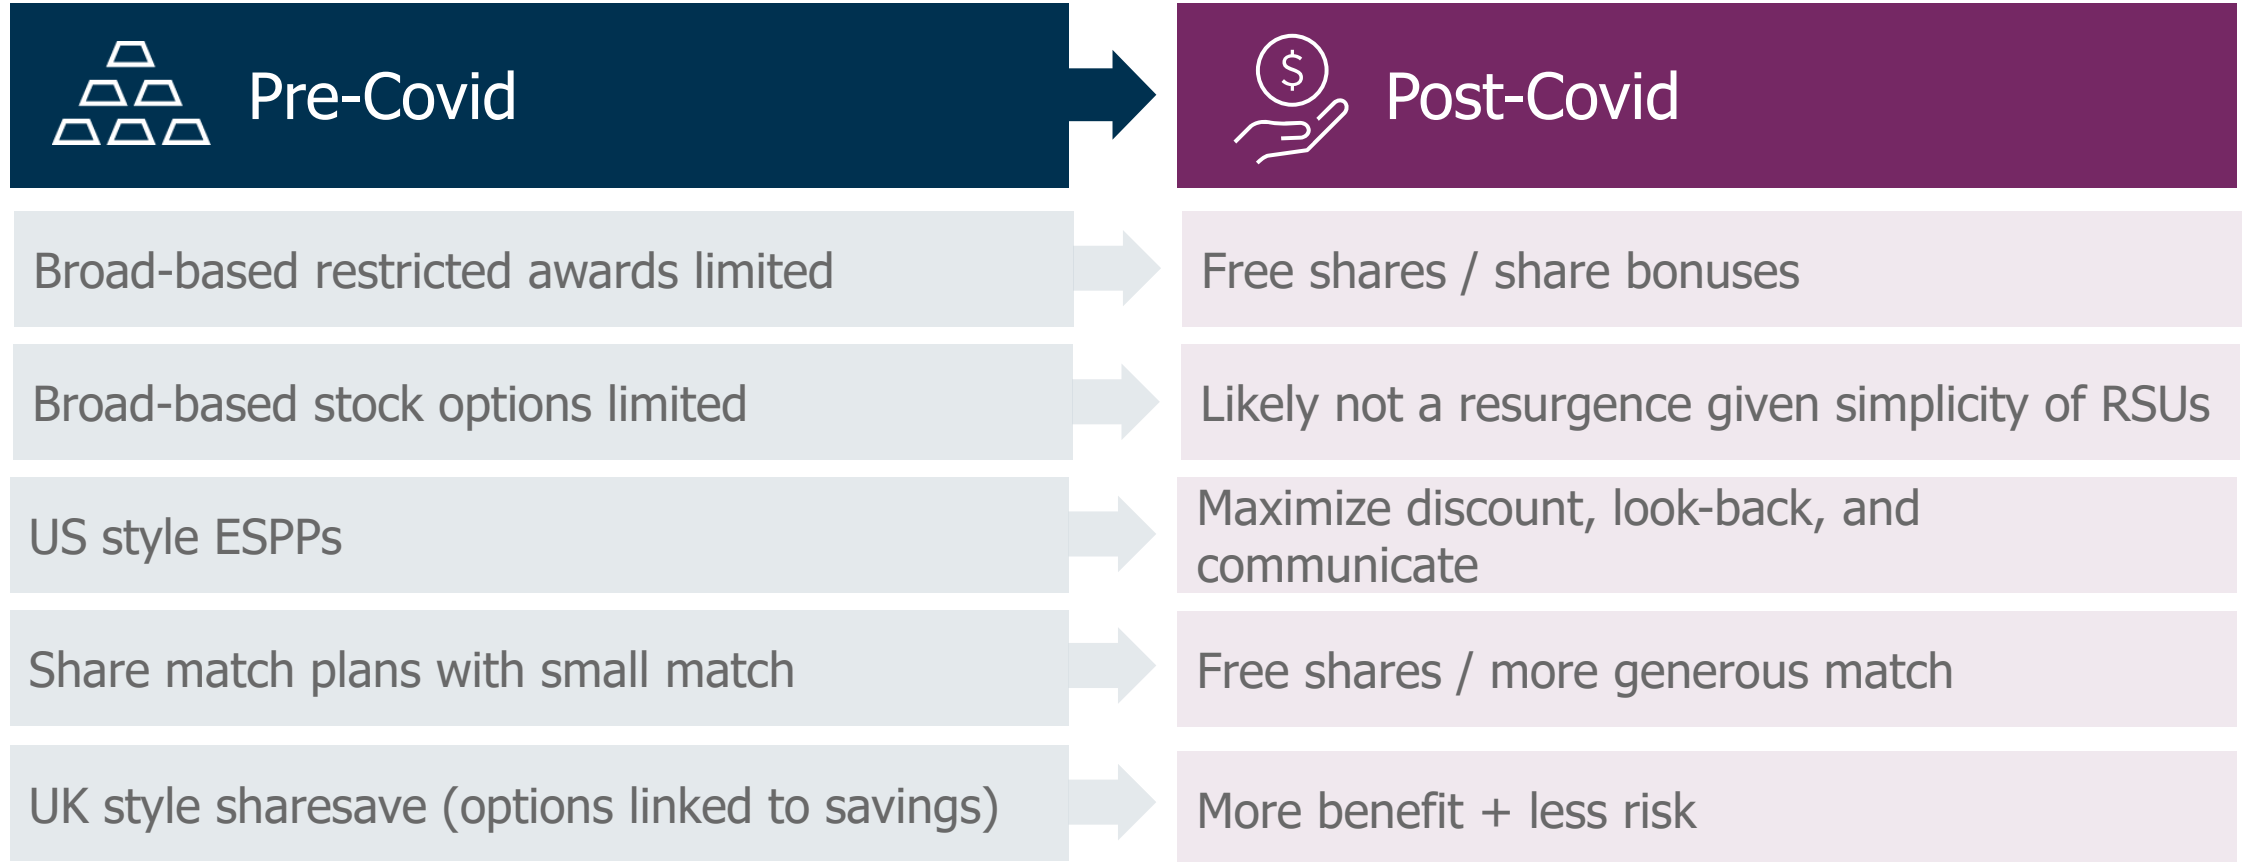 Pre-Covid
$
Post-Covid
Broad-based restricted awards limited
Free shares / share bonuses
Broad-based stock options limited
Likely not a resurgence given simplicity of RSUs
US style ESPPs
Maximize discount, look-back, and
communicate
Share match plans with small match
Free shares / more generous match
UK style sharesave (options linked to savings)
More benefit + less risk